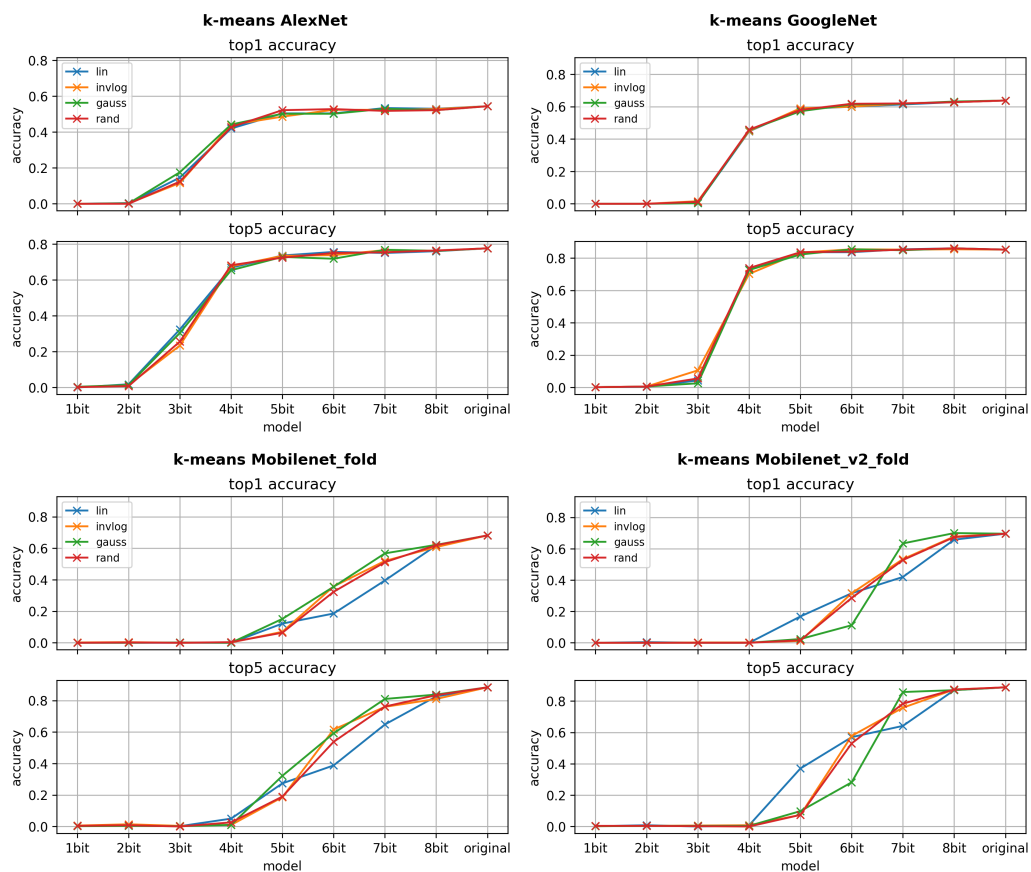 k-means AlexNet
top1 accuracy
0.8
0.6
0.4
0.2
0.0
accuracy
lin
invlog
gauss
rand
top5 accuracy
0.8
0.6
0.4
0.2
0.0
accuracy
1bit 2bit 3bit 4bit 5bit 6bit 7bit 8bit original
model
k-means GoogleNet
top1 accuracy
0.8
0.6
0.4
0.2
0.0
accuracy
lin
invlog
gauss
rand
top5 accuracy
0.8
0.6
0.4
0.2
0.0
accuracy
1bit 2bit 3bit 4bit 5bit 6bit 7bit 8bit original
model
k-means Mobilenet_fold
top1 accuracy
0.8
0.6
0.4
0.2
0.0
accuracy
lin
invlog
gauss
rand
top5 accuracy
0.8
0.6
0.4
0.2
0.0
accuracy
1bit 2bit 3bit 4bit 5bit 6bit 7bit 8bit original
model
k-means Mobilenet_v2_fold
top1 accuracy
0.8
0.6
0.4
0.2
0.0
accuracy
lin
invlog
gauss
rand
top5 accuracy
0.8
0.6
0.4
0.2
0.0
accuracy
1bit 2bit 3bit 4bit 5bit 6bit 7bit 8bit original
model